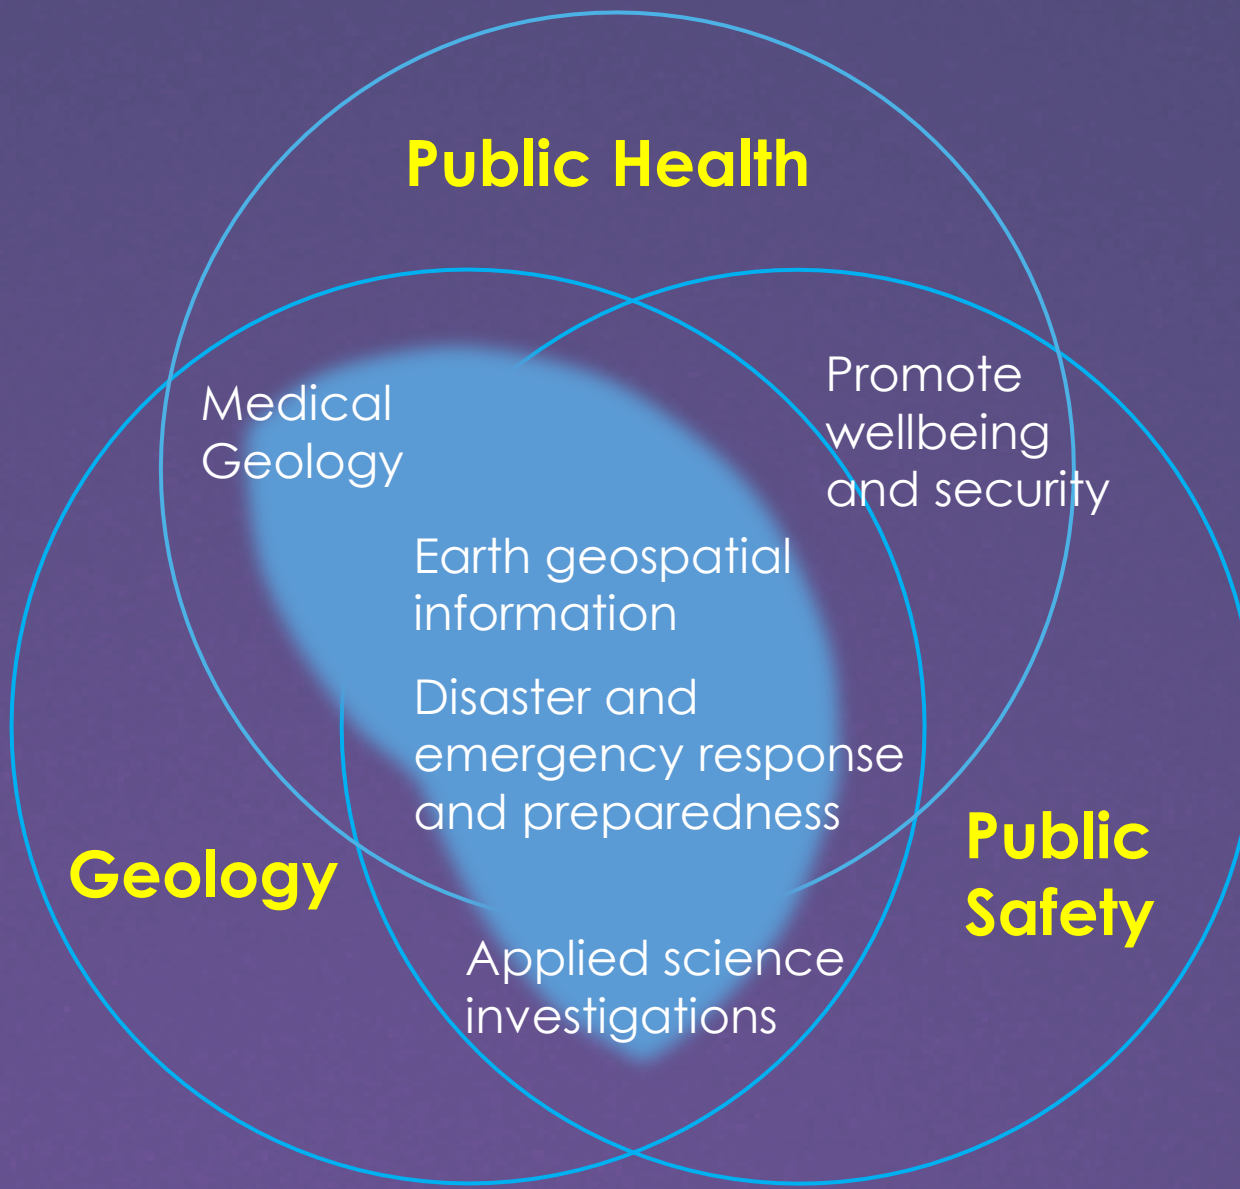 Public Health
Medical
Geology
Promote
wellbeing
and security
Earth geospatial
information
Disaster and
emergency response
and preparedness
Geology
Public
Safety
Applied science
investigations